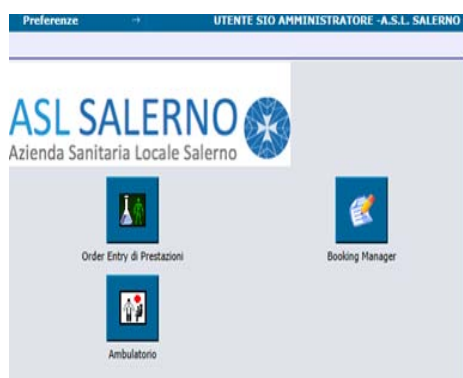 Preferenze → UTENTE SIO AMMINISTRATORE -A.S.L. SALERNO
ASL SALERNO
Azienda Sanitaria Locale Salerno
Order Entry di Prestazioni Booking Manager
Ambulatorio